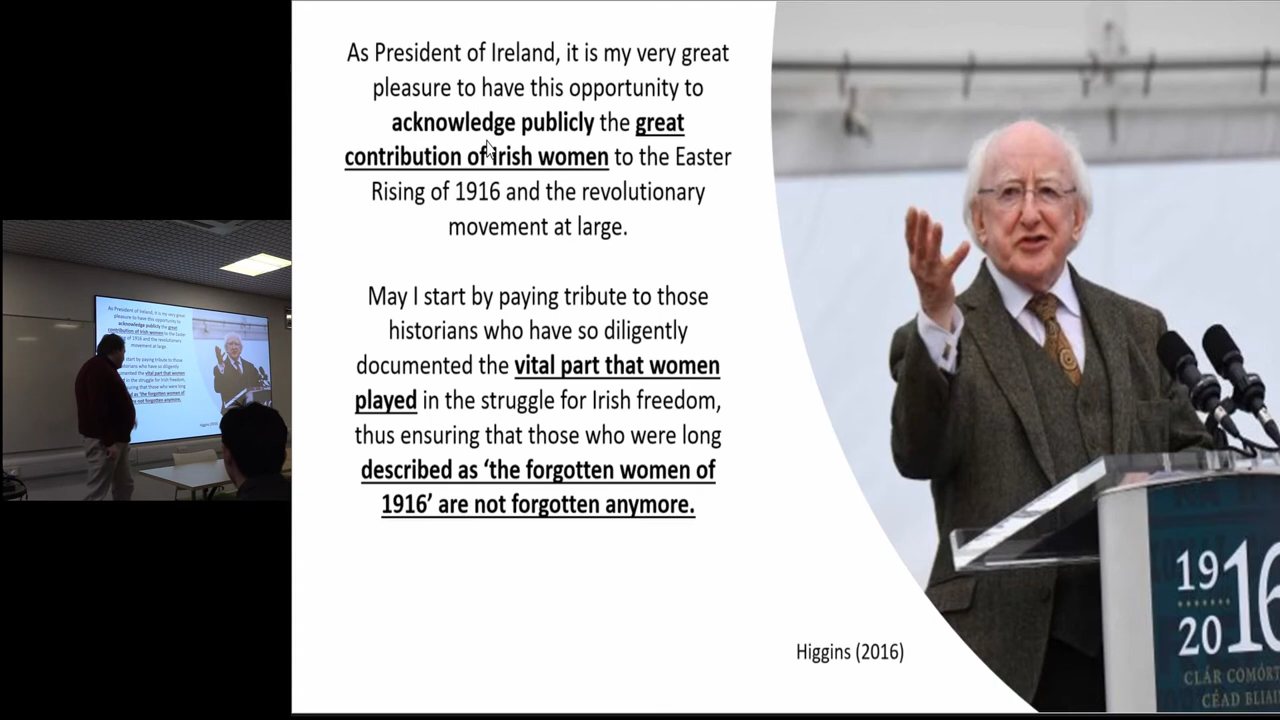 As President of Ireland, it is my very great
pleasure to have this opportunity to
acknowledge publicly the great
contribution of Irish women to the Easter
Rising of 1916 and the revolutionary
movement at large.
May I start by paying tribute to those
historians who have so diligently
documented the vital part that women
played in the struggle for Irish freedom,
thus ensuring that those who were long
described as ‘the forgotten women of
1916’ are not forgotten anymore.
Higgins (2016)
19
2016
CLÁR
CÉAD